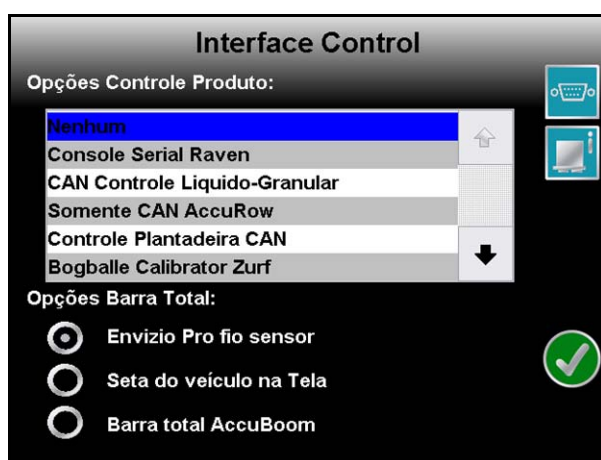 Interface Control
Opções Controle Produto:
Nenhum
Console Serial Raven
CAN Controle Liquido-Granular
Somente CAN AccuRow
Controle Plantadeira CAN
Bogballe Calibrator Zurf
Opções Barra Total:
Envizio Pro fio sensor
Seta do veículo na Tela
Barra total AccuBoom